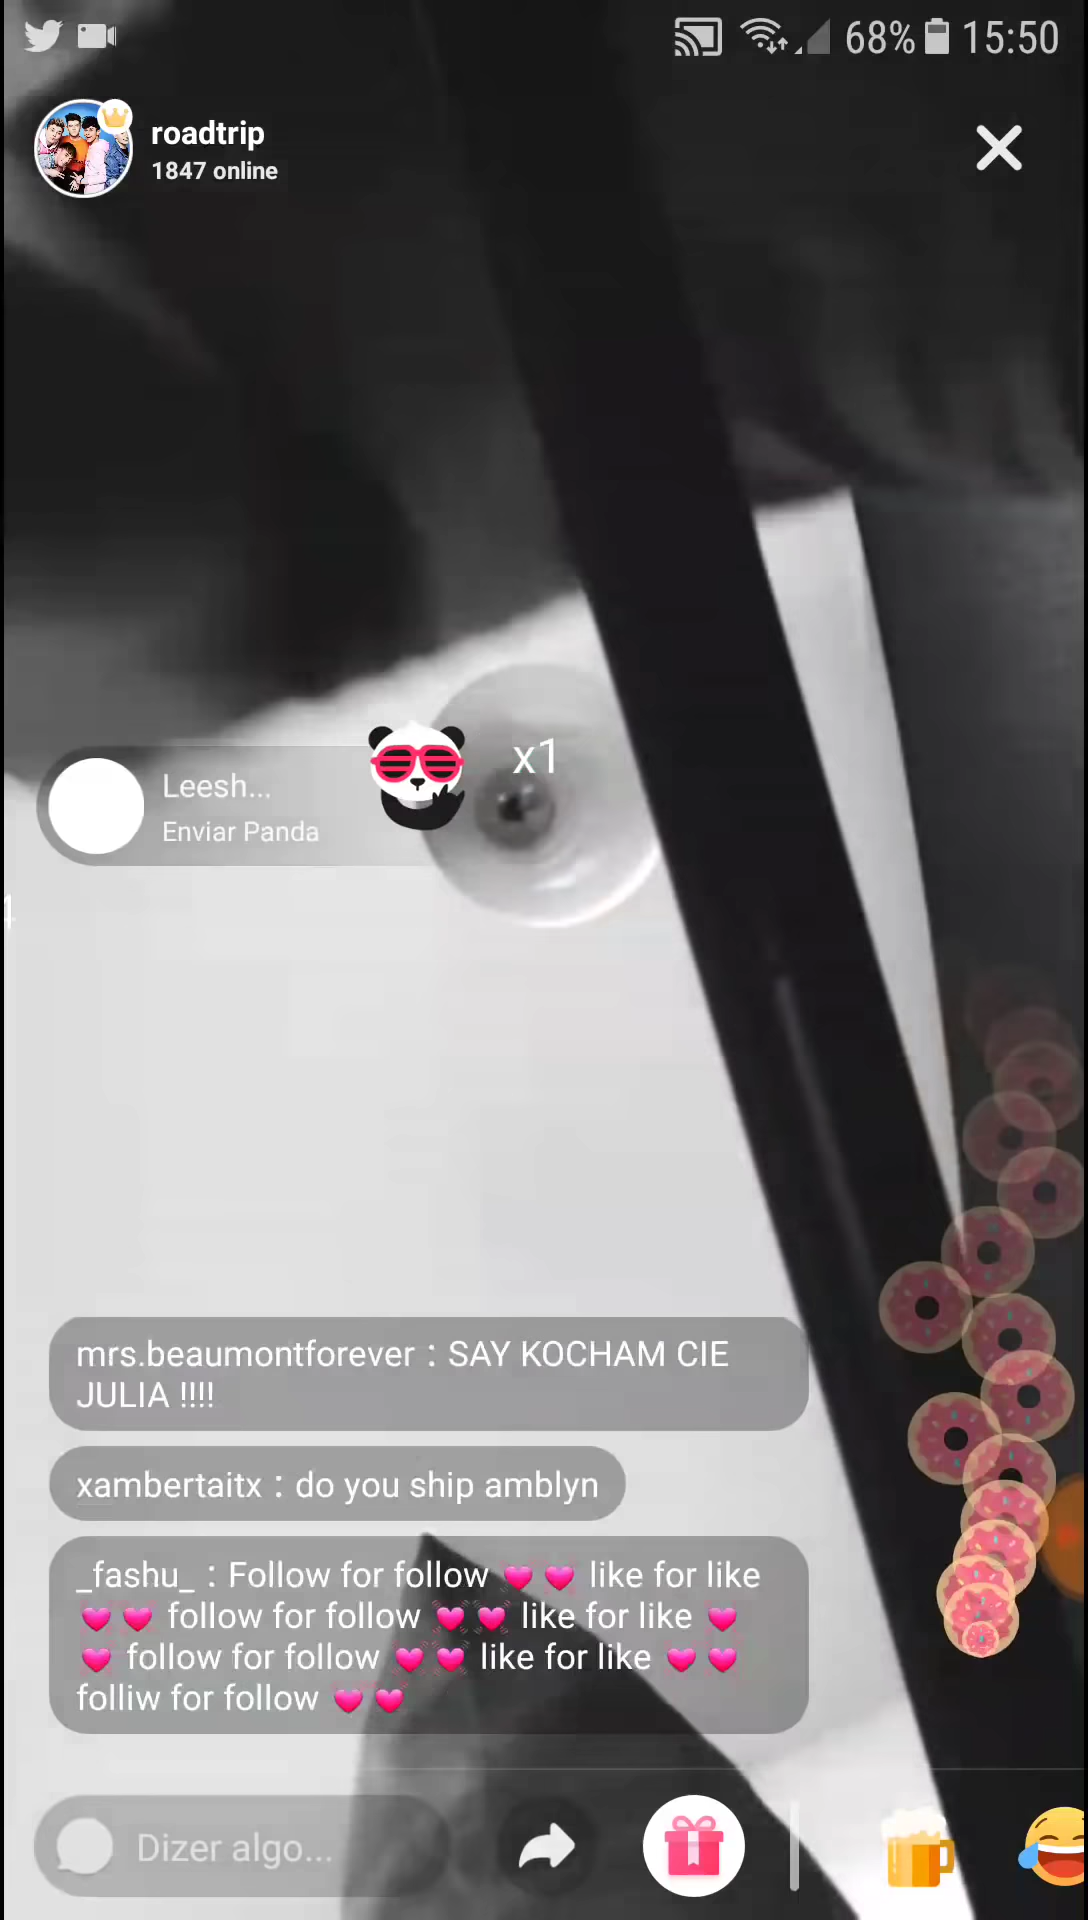 68% 15:50
roadtrip
1847 online
Leesh...
Enviar Panda
x1
4
mrs.beaumontforever : SAY KOCHAM CIE
JULIA !!!!
xambertaitx : do you ship amblyn
_fashu_ : Follow for follow 💓 💓 like for like
💓 💓 follow for follow 💓 💓 like for like 💓
💓 follow for follow 💓 💓 like for like 💓 💓
folliw for follow 💓 💓
Dizer algo...